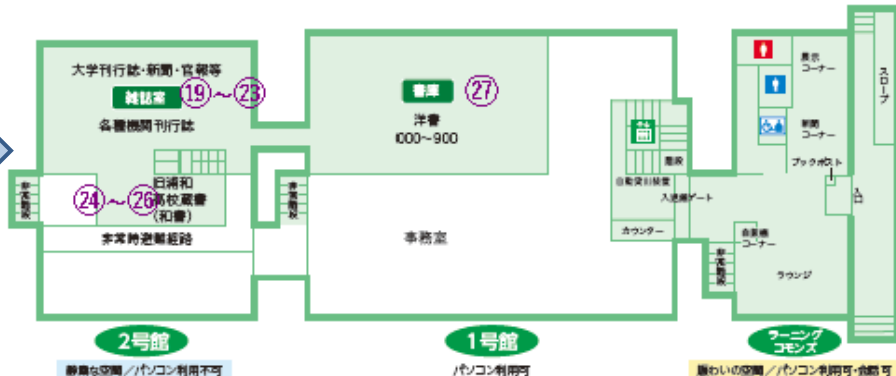 大学刊行誌・新聞・官報等
雑誌室 ⑲～㉓
各種機関刊行誌
非常階段
㉔～㉖
旧浦和
高校蔵書
(和書)
非常時避難経路
2号館
静粛な空間／パソコン利用不可
書庫 ㉗
洋書
000～900
非常階段
事務室
階段
自動貸出装置
入退館ゲート
カウンター
1号館
パソコン利用可
展示
コーナー
新聞
コーナー
ブックポスト
入口
スロープ
自販機
コーナー
非常階段
ラウンジ
ラーニング
コモンズ
賑わいの空間／パソコン利用可・会話可